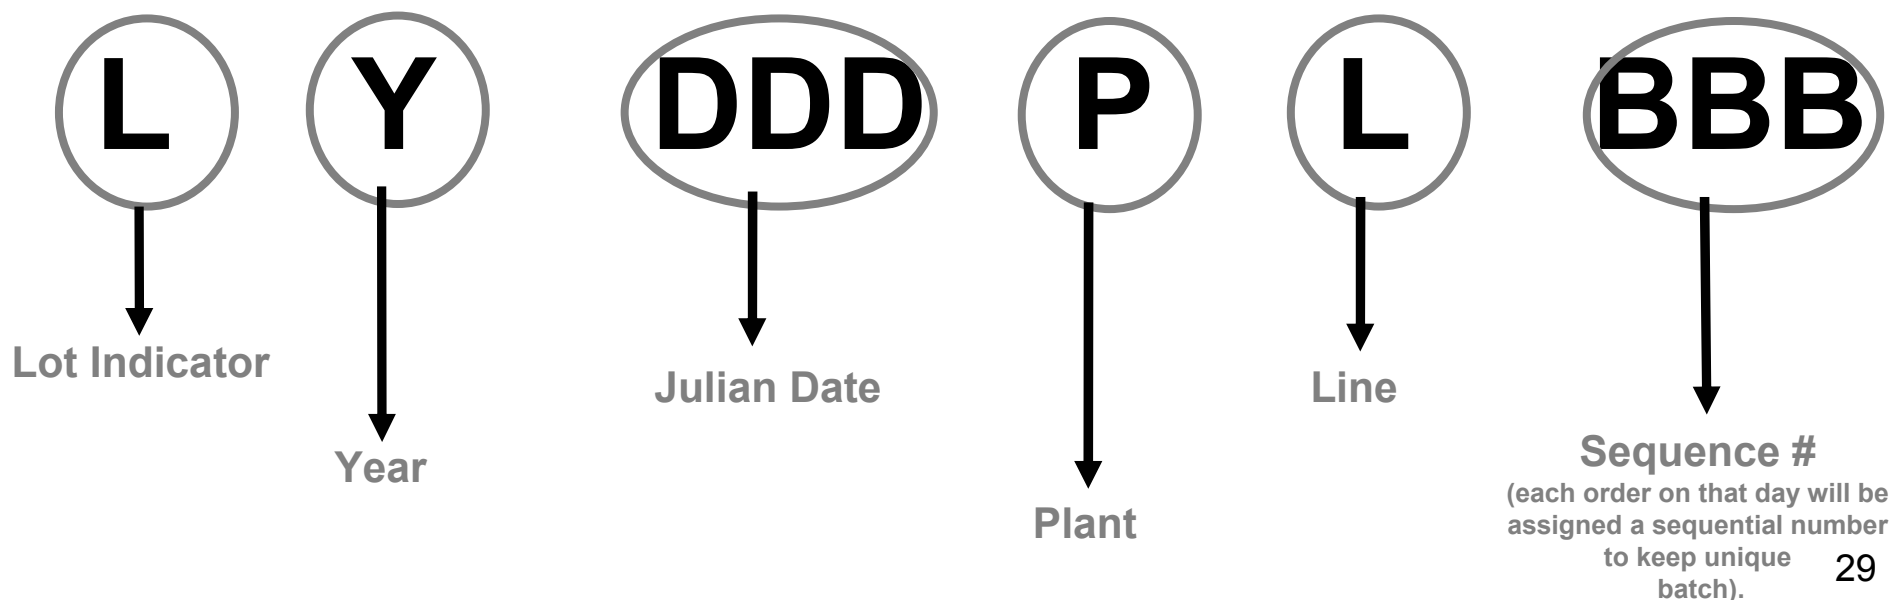 L Y DDD P L BBB
Lot Indicator
Year
Julian Date
Plant
Line
Sequence #
(each order on that day will be
assigned a sequential number
to keep unique
batch).
29